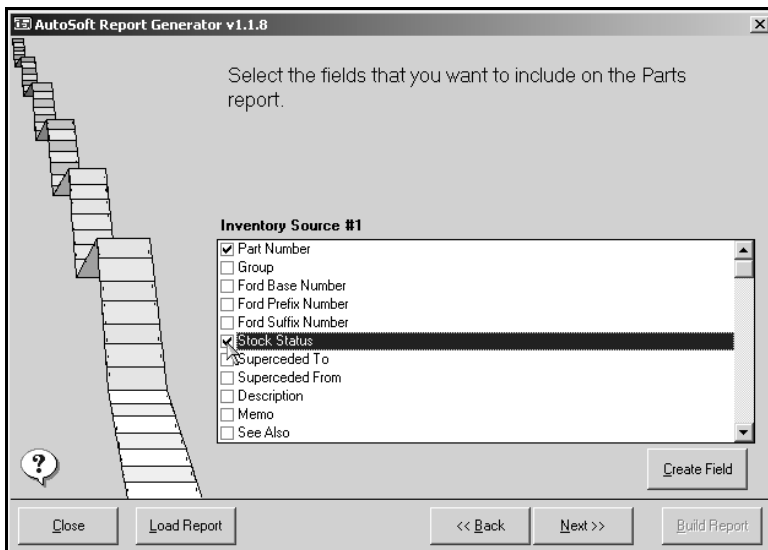 AutoSoft Report Generator v1.1.8
Select the fields that you want to include on the Parts
report.
Inventory Source #1
Part Number
Group
Ford Base Number
Ford Prefix Number
Ford Suffix Number
Stock Status
Superceded To
Superceded From
Description
Memo
See Also
?
Create Field
Close
Load Report
<< Back
Next >>
Build Report